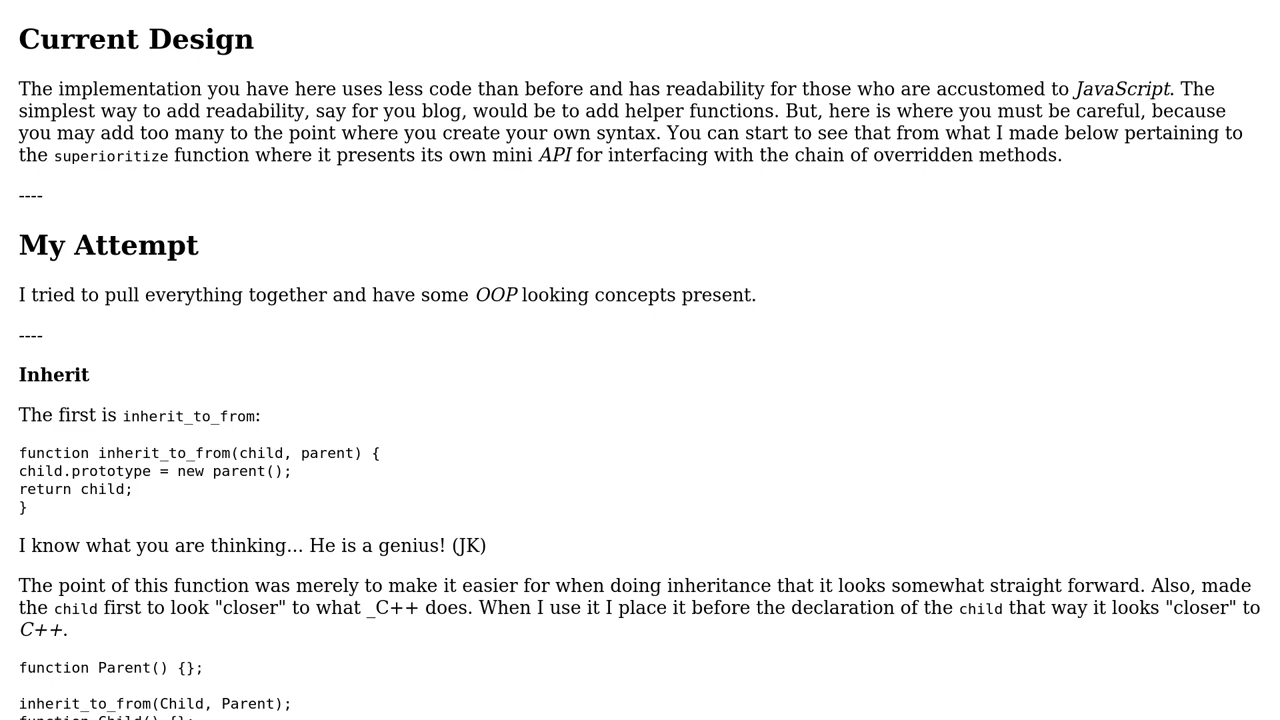 Current Design
The implementation you have here uses less code than before and has readability for those who are accustomed to JavaScript. The
simplest way to add readability, say for you blog, would be to add helper functions. But, here is where you must be careful, because
you may add too many to the point where you create your own syntax. You can start to see that from what I made below pertaining to
the superioritize function where it presents its own mini API for interfacing with the chain of overridden methods.
----
My Attempt
I tried to pull everything together and have some OOP looking concepts present.
----
Inherit
The first is inherit_to_from:
function inherit_to_from(child, parent) {
child.prototype = new parent();
return child;
}
I know what you are thinking... He is a genius! (JK)
The point of this function was merely to make it easier for when doing inheritance that it looks somewhat straight forward. Also, made
the child first to look "closer" to what _C++ does. When I use it I place it before the declaration of the child that way it looks "closer" to
C++.
function Parent() {};
inherit_to_from(Child, Parent);
function Child() {};